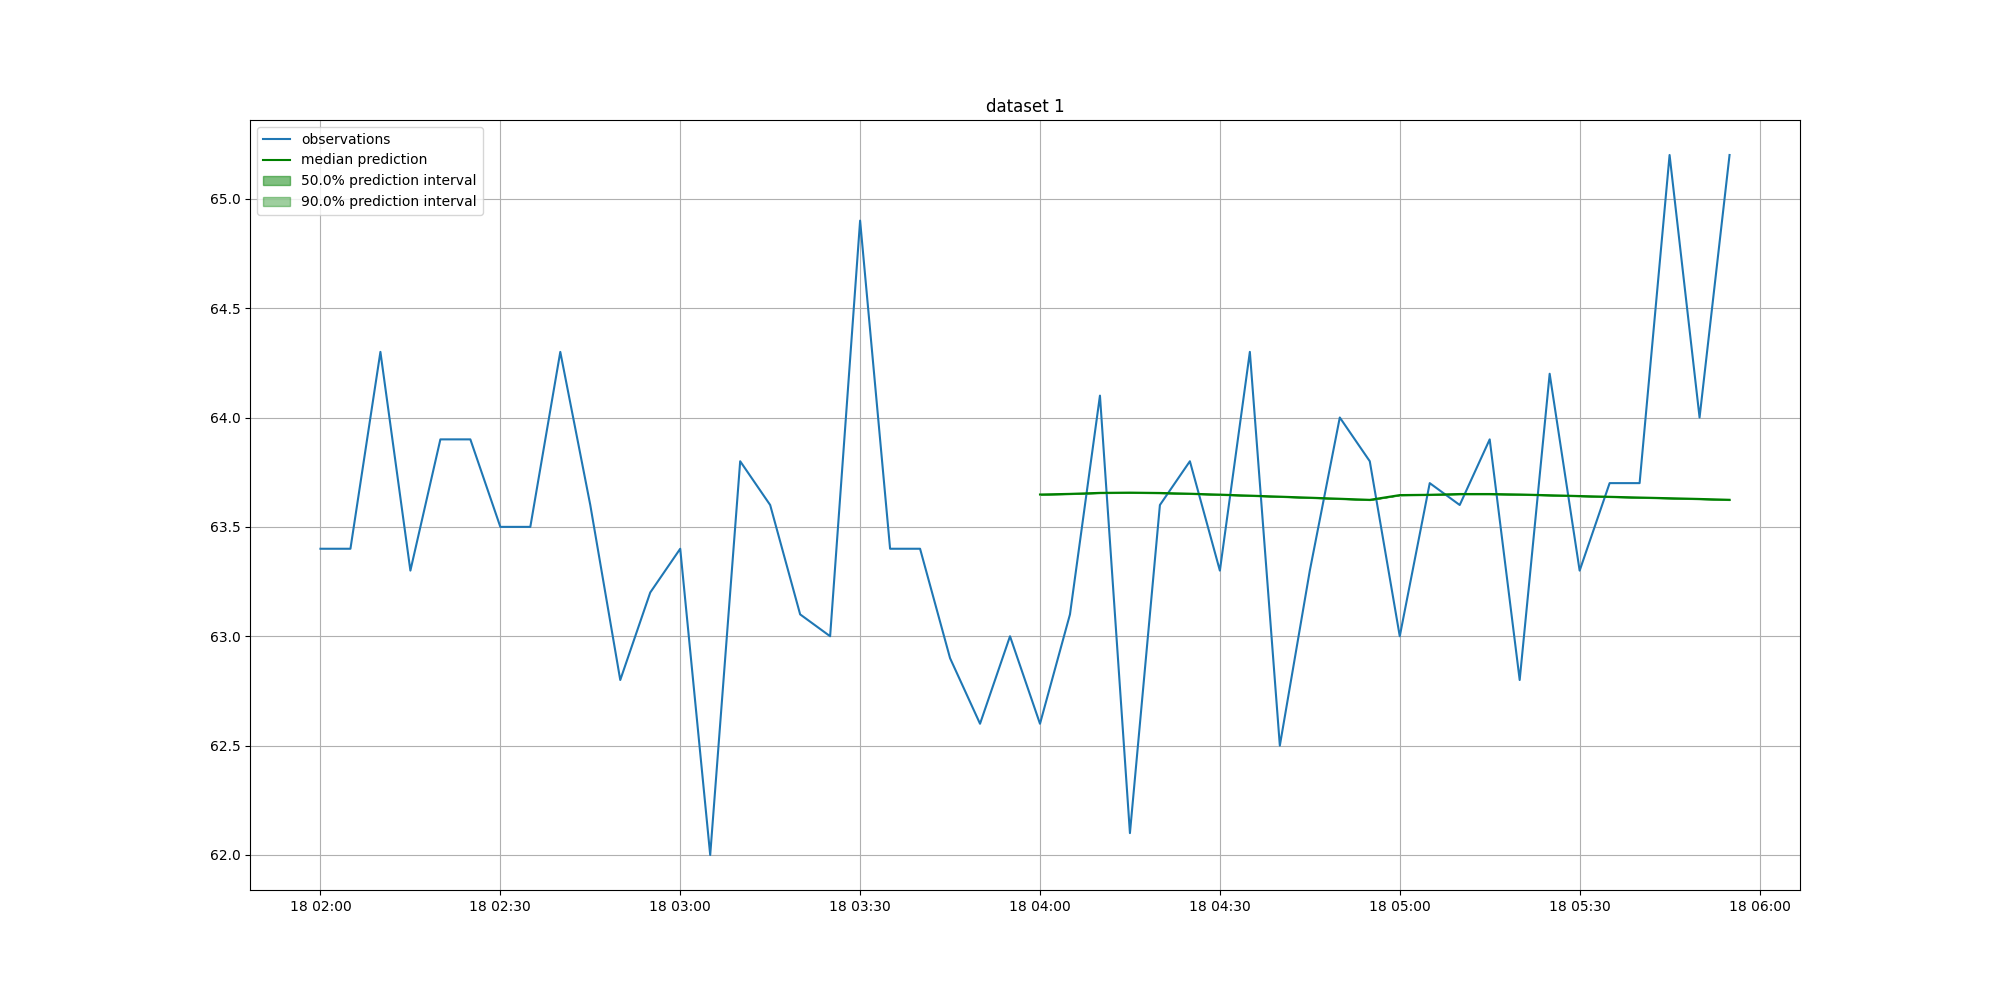 dataset 1
observations
median prediction
50.0% prediction interval
90.0% prediction interval
65.0
64.5
64.0
63.5
63.0
62.5
62.0
18 02:00 18 02:30 18 03:00 18 03:30 18 04:00 18 04:30 18 05:00 18 05:30 18 06:00